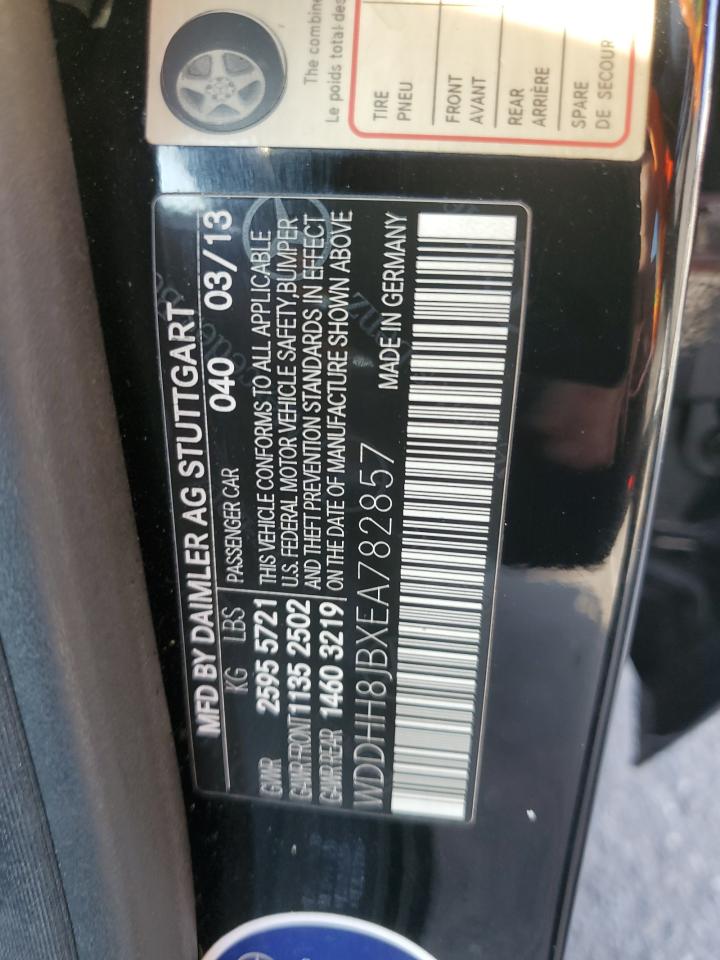 The combine
Le poids total des
TIRE
PNEU
FRONT
AVANT
REAR
ARRIÈRE
SPARE
DE SECOUR
MFD BY DAIMLER AG STUTTGART
KG LBS PASSENGER CAR 040 03/13
GVWR 2595 5721 THIS VEHICLE CONFORMS TO ALL APPLICABLE
GAWR FRONT 1135 2502 U.S. FEDERAL MOTOR VEHICLE SAFETY, BUMPER
GAWR REAR 1460 3219 AND THEFT PREVENTION STANDARDS IN EFFECT
ON THE DATE OF MANUFACTURE SHOWN ABOVE
WDDHH8JBXEA782857 MADE IN GERMANY